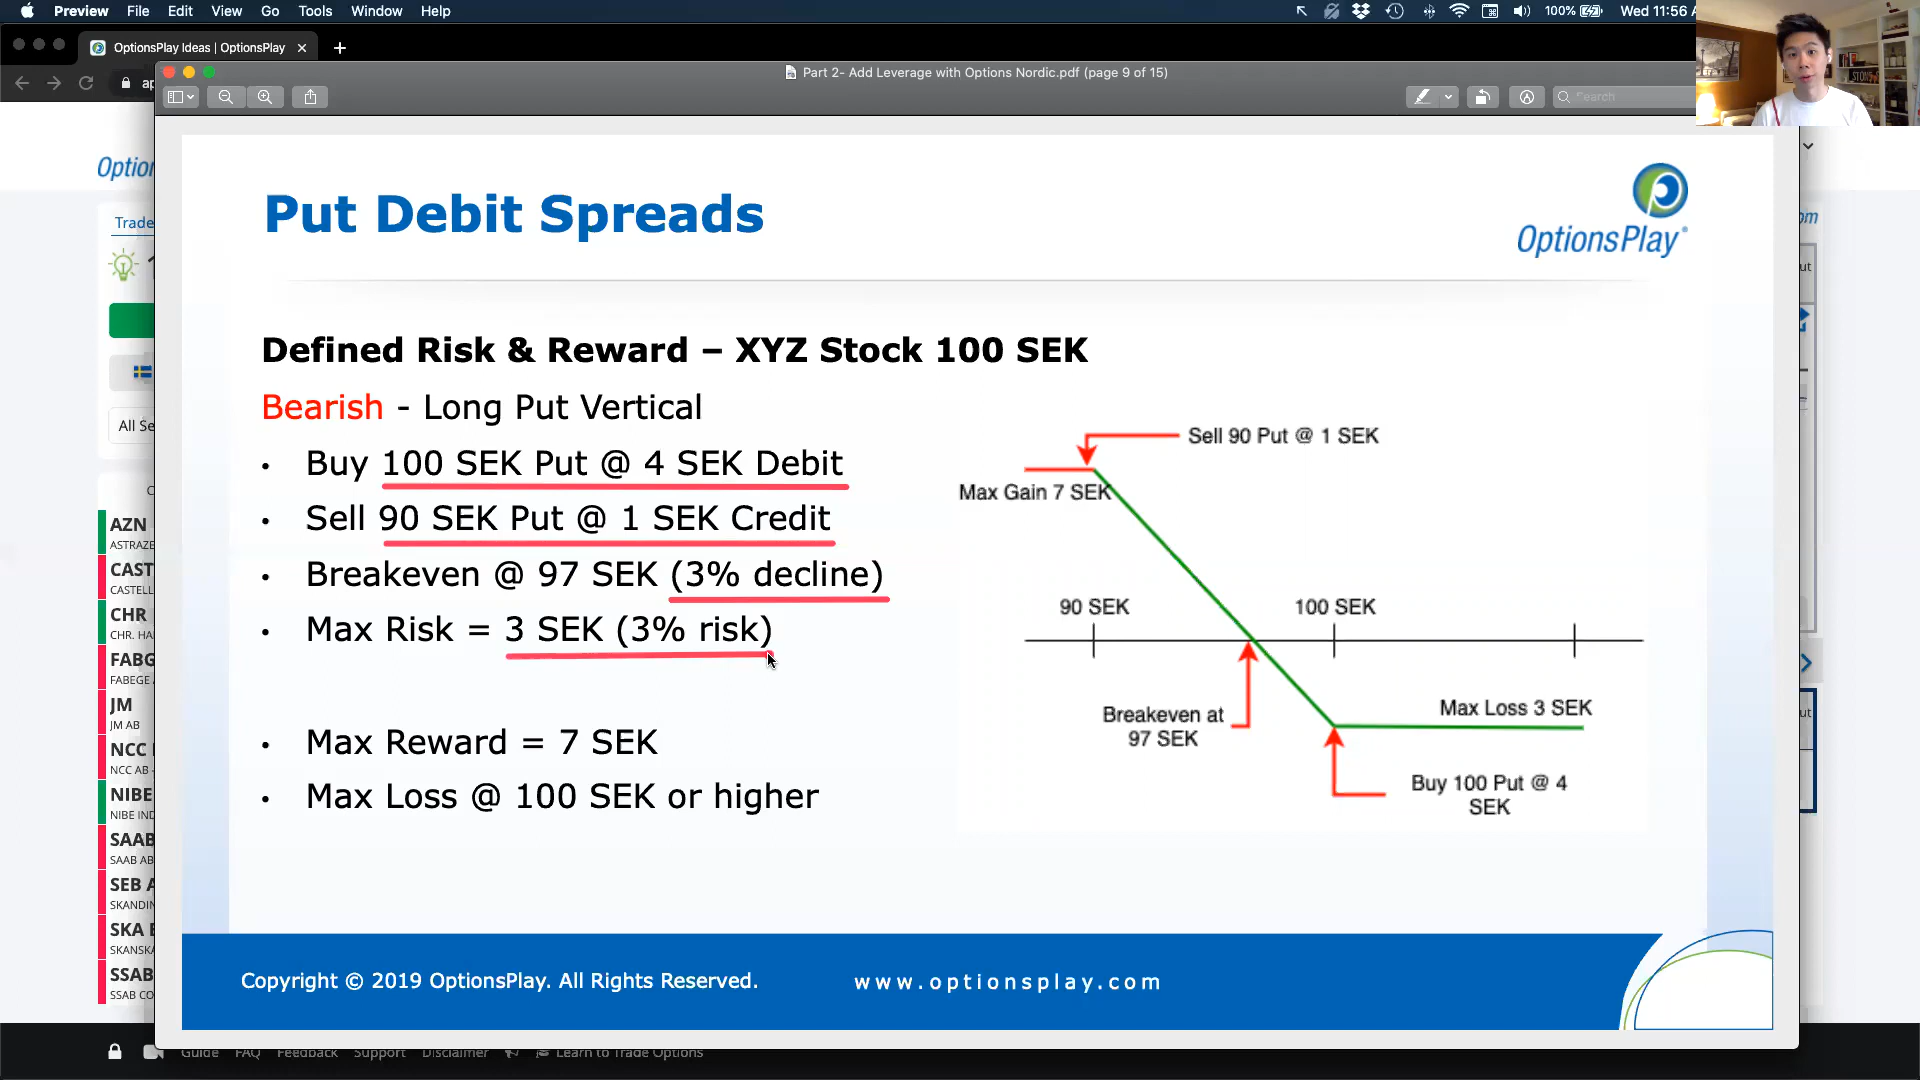 Preview File Edit View Go Tools Window Help
100% Wed 11:56 A
OptionsPlay Ideas | OptionsPlay
Part 2- Add Leverage with Options Nordic.pdf (page 9 of 15)
Search
Option
Trade
All Se
AZN
ASTRAZE
CAST
CASTELL
CHR
CHR. HA
FABG
FABEGE
JM
JM AB
NCC
NCC AB
NIBE
NIBE IND
SAAB
SAAB AB
SEB A
SKANDIN
SKA
SKANSKA
SSAB
SSAB CO
Put Debit Spreads
OptionsPlay
Defined Risk & Reward – XYZ Stock 100 SEK
Bearish - Long Put Vertical
• Buy 100 SEK Put @ 4 SEK Debit
• Sell 90 SEK Put @ 1 SEK Credit
• Breakeven @ 97 SEK (3% decline)
• Max Risk = 3 SEK (3% risk)
• Max Reward = 7 SEK
• Max Loss @ 100 SEK or higher
Sell 90 Put @ 1 SEK
Max Gain 7 SEK
90 SEK
100 SEK
Breakeven at
97 SEK
Max Loss 3 SEK
Buy 100 Put @ 4
SEK
Copyright © 2019 OptionsPlay. All Rights Reserved.
www.optionsplay.com
Guide FAQ Feedback Support Disclaimer Learn to Trade Options